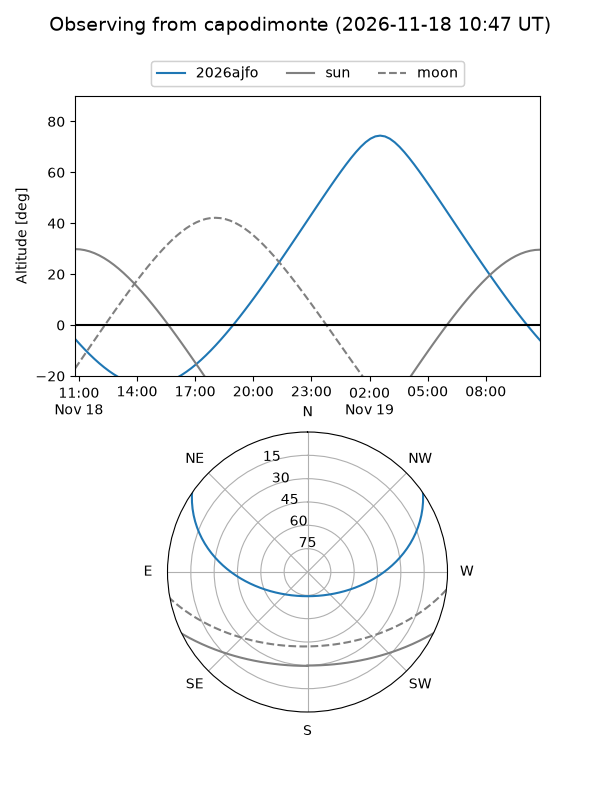 Observing from capodimonte (2026-11-18 10:47 UT)
2026ajfo sun moon
Altitude [deg]
80
60
40
20
0
−20
11:00 14:00 17:00 20:00 23:00 02:00 05:00 08:00
Nov 18 Nov 19
N
NE NW
15
30
45
60
75
E W
SE SW
S